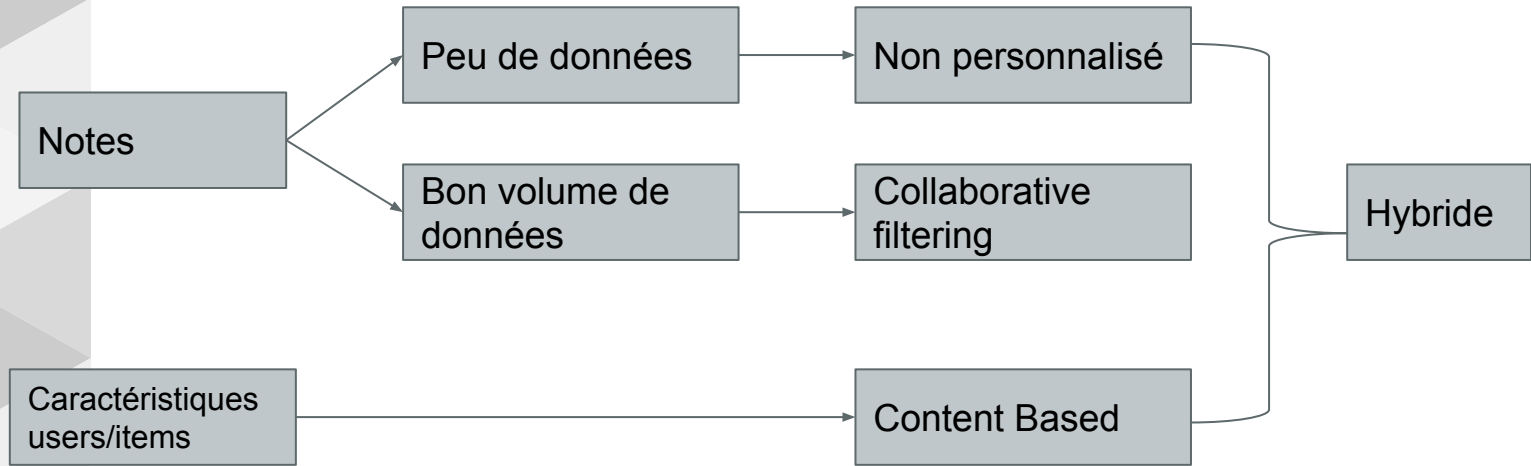 Peu de données
Non personnalisé
Notes
Bon volume de
données
Collaborative
filtering
Hybride
Caractéristiques
users/items
Content Based